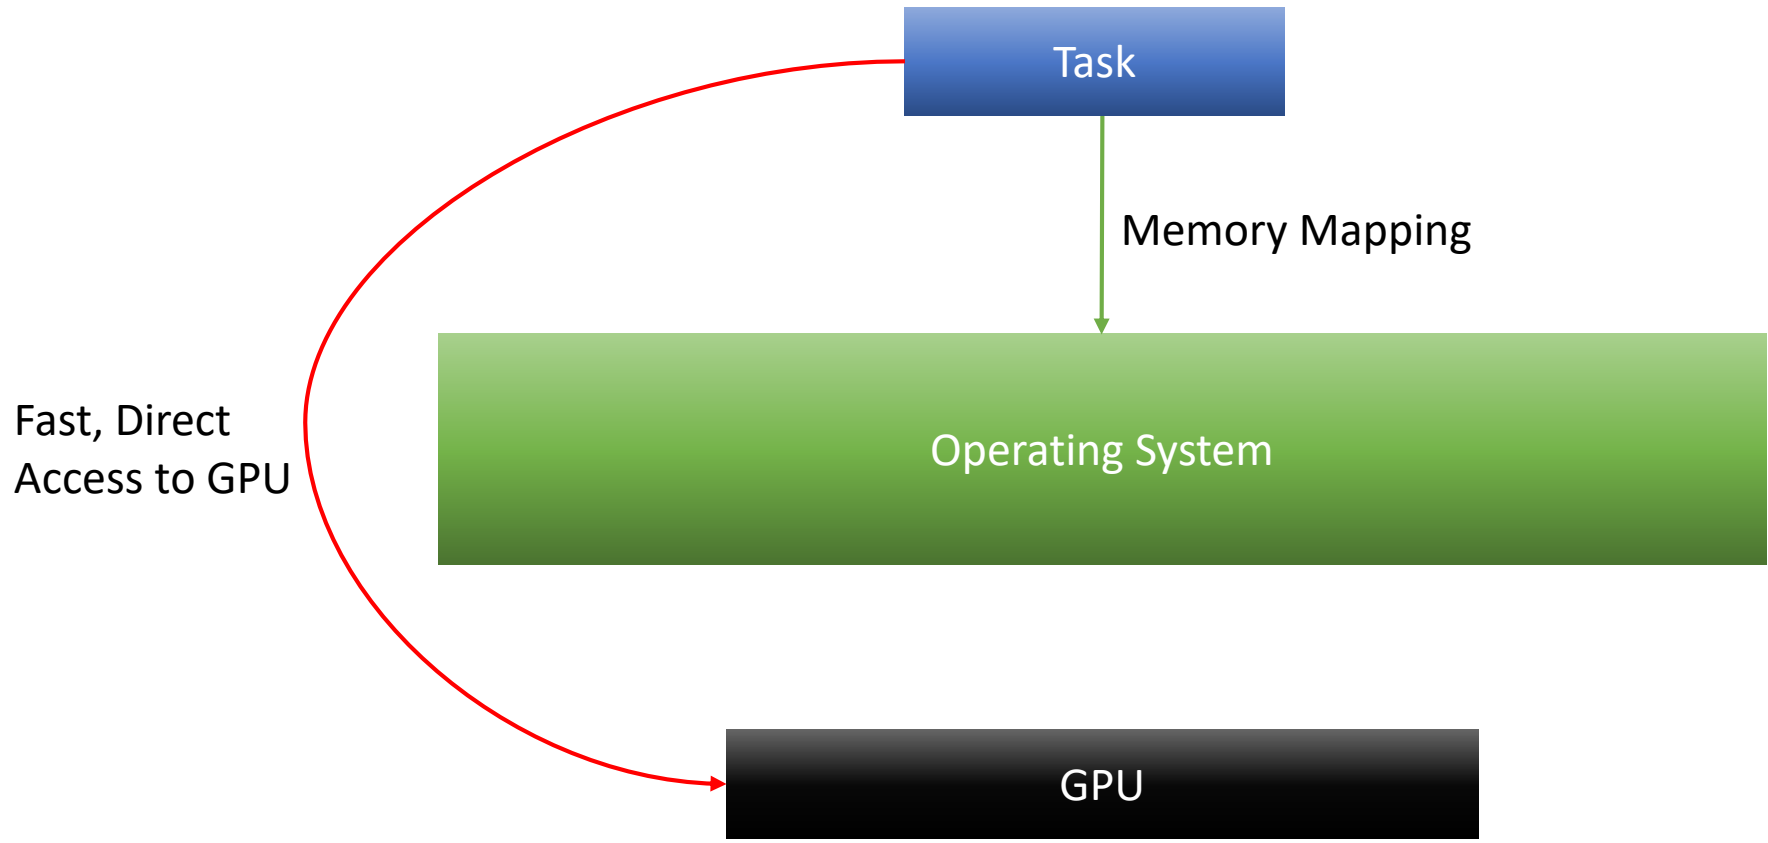 Task
Memory Mapping
Fast, Direct
Access to GPU
Operating System
GPU